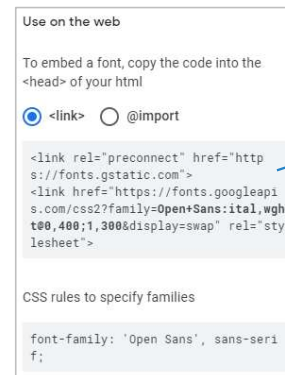 Use on the web
To embed a font, copy the code into the
<head> of your html
<link> @import
<link rel="preconnect" href="http
s://fonts.gstatic.com">
<link href="https://fonts.googleapi
s.com/css2?family=Open+Sans:ital,wgh
t@0,400;1,300&display=swap" rel="sty
lesheet">
CSS rules to specify families
font-family: 'Open Sans', sans-seri
f;